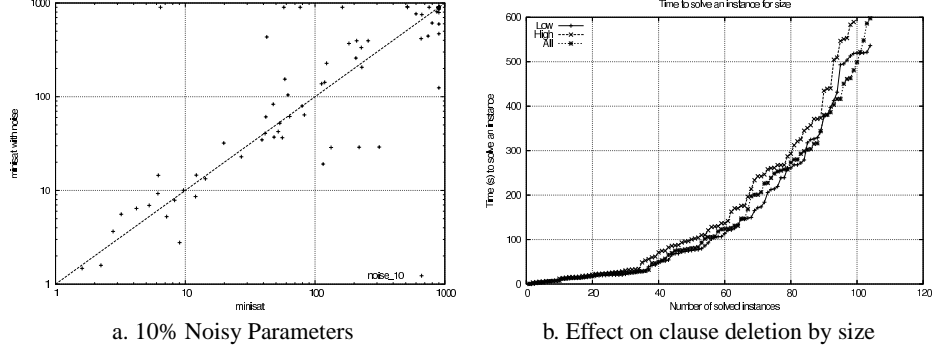 1000
100
10
1
minisat with noise
noise_10
1
10
100
1000
minisat
a. 10% Noisy Parameters
Time to solve an instance for size
Low
High
All
600
500
400
300
200
100
0
Time (s) to solve an instance
0
20
40
60
80
100
120
Number of solved instances
b. Effect on clause deletion by size